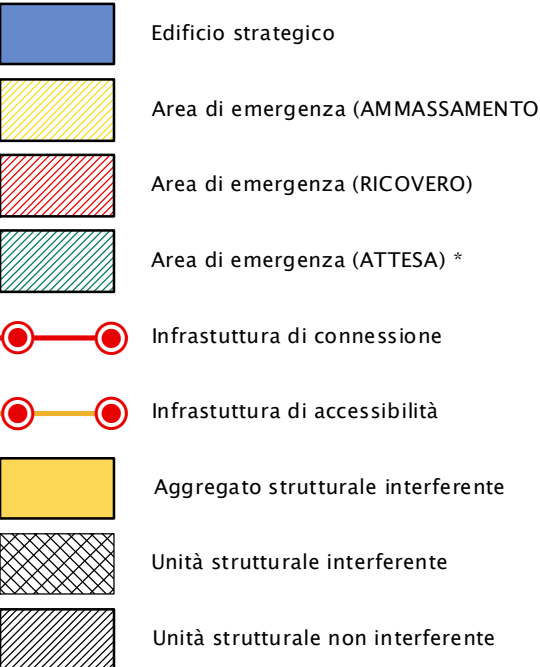 Edificio strategico
Area di emergenza (AMMASSAMENTO
Area di emergenza (RICOVERO)
Area di emergenza (ATTESA) *
Infrastuttura di connessione
Infrastuttura di accessibilità
Aggregato strutturale interferente
Unità strutturale interferente
Unità strutturale non interferente